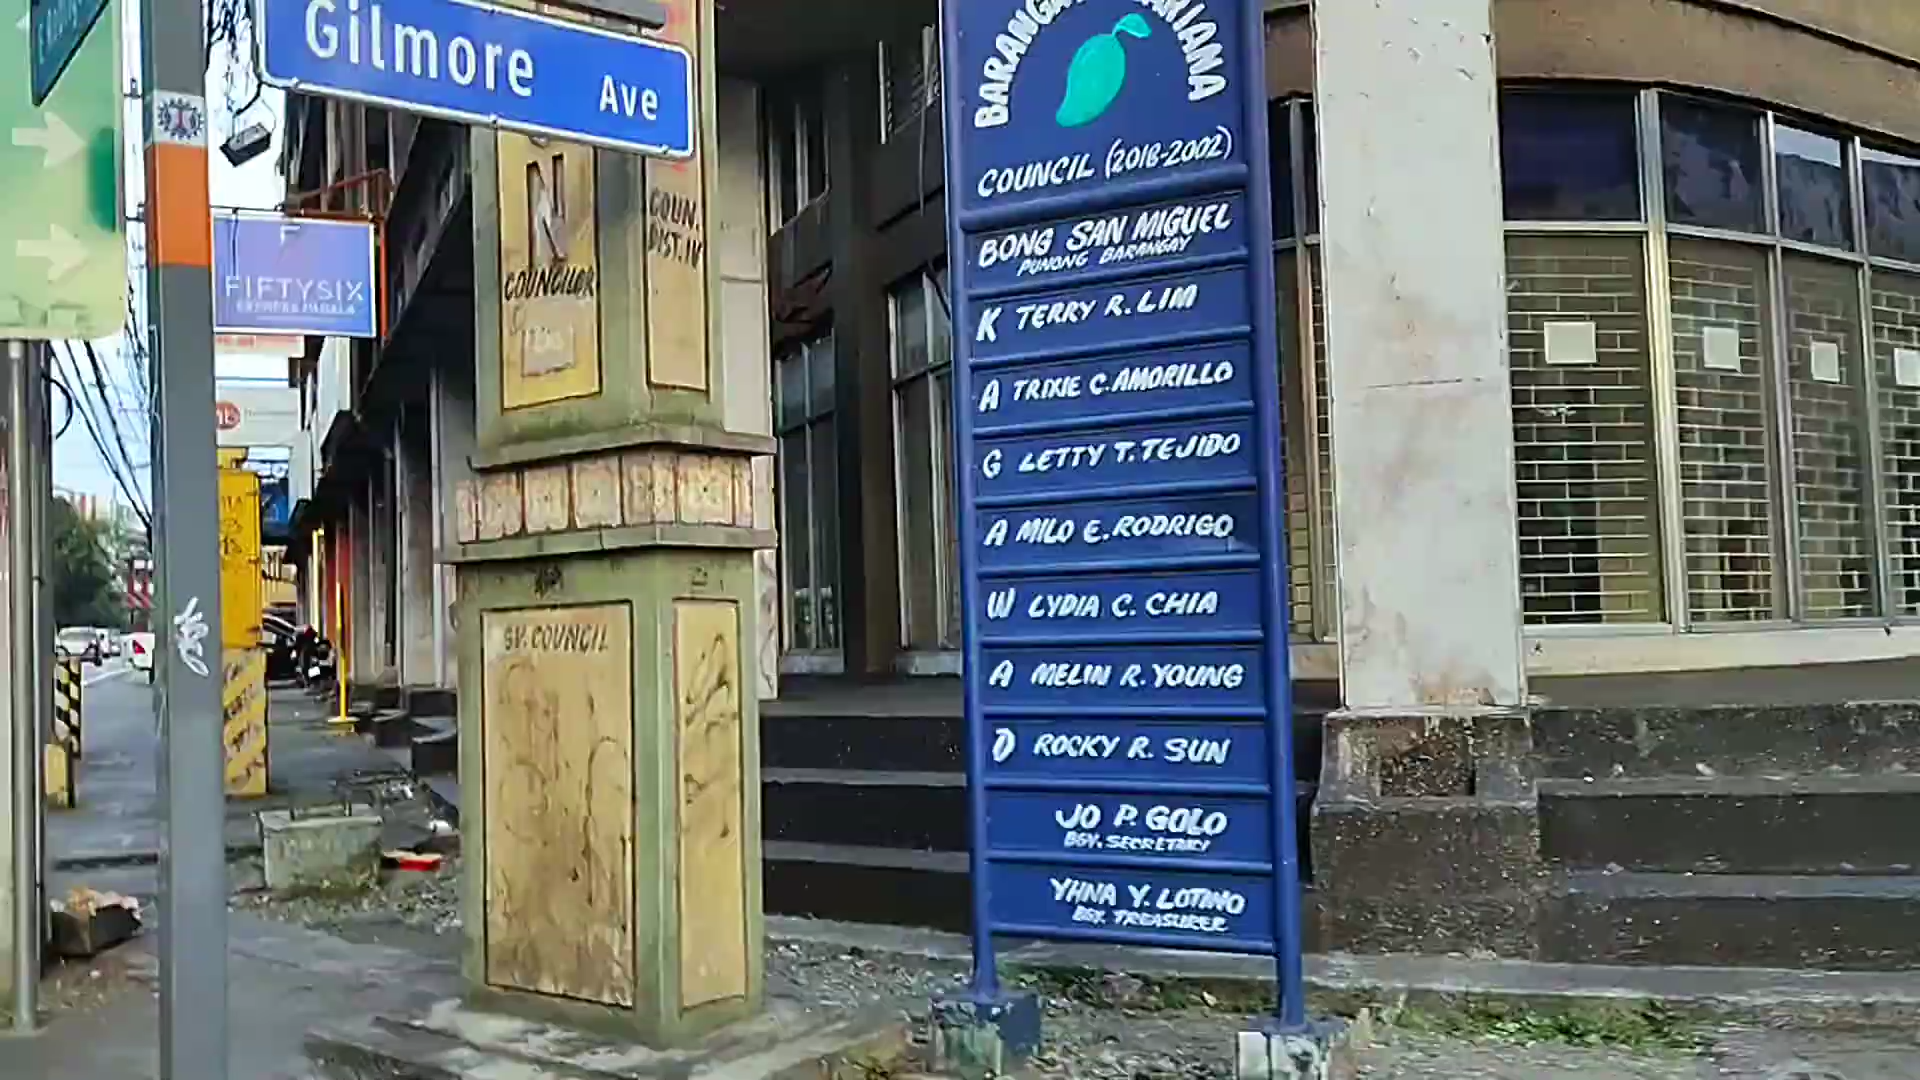 Gilmore Ave
FIFTYSIX
N
COUNCILOR
COUN.
DIST.IV
GY. COUNCIL
MARIANA
COUNCIL (2018-2002)
BONG SAN MIGUEL
PUNONG BARANGAY
K TERRY R. LIM
A TRIXIE C. AMORILLO
G LETTY T. TEJIDO
A MILO E. RODRIGO
W LYDIA C. CHIA
A MELIN R. YOUNG
D ROCKY R. SUN
JO P. GOLO
BGY. SECRETARY
YHNA Y. LOTINO
BGY. TREASURER